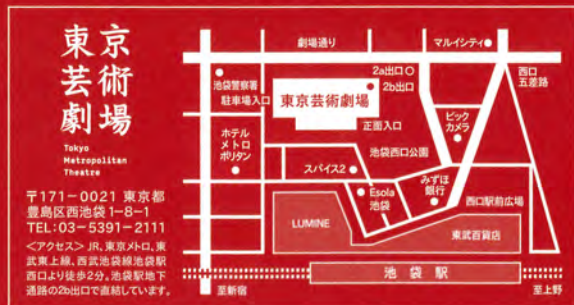 東京
芸術
劇場
Tokyo
Metropolitan
Theatre
〒171-0021 東京都
豊島区西池袋1-8-1
TEL:03-5391-2111
<アクセス> JR、東京メトロ、東
武東上線、西武池袋線池袋駅
西口より徒歩2分。池袋駅地下
通路の2b出口で直結しています。
劇場通り
マルイシティ
2a出口
2b出口
西口
五差路
池袋警察署
駐車場入口
東京芸術劇場
正面入口
ビック
カメラ
ホテル
メトロ
ポリタン
池袋西口公園
スパイス2
みずほ
銀行
Esola
池袋
西口駅前広場
LUMINE
東武百貨店
池袋駅
至新宿
至上野